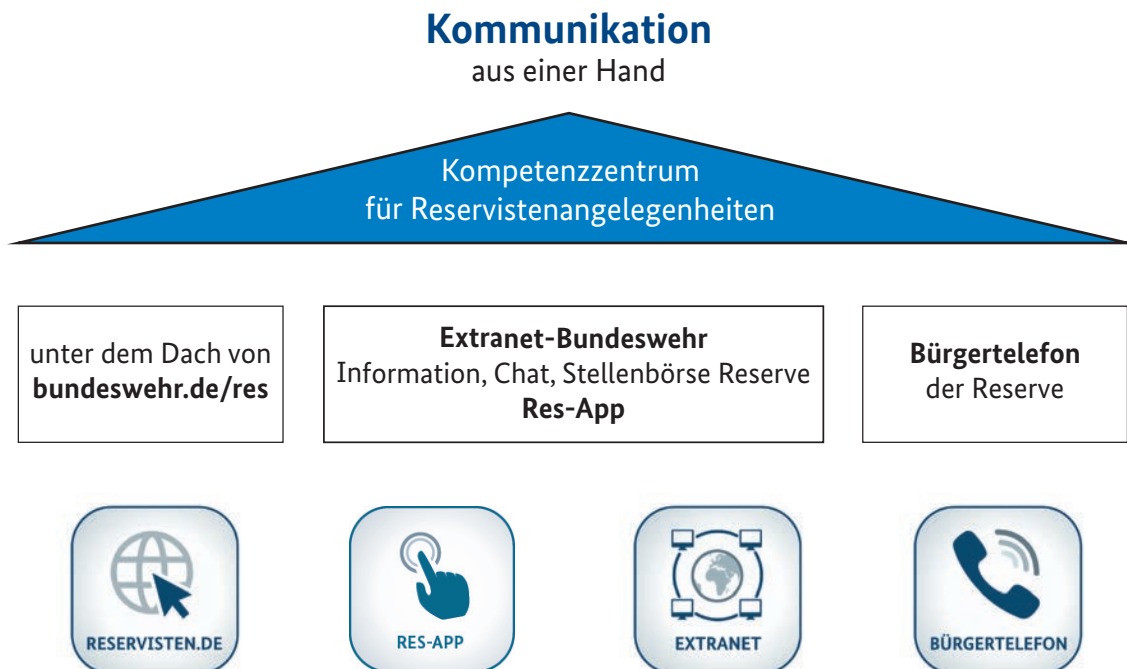 Kommunikation
aus einer Hand
Kompetenzzentrum
für Reservistenangelegenheiten
unter dem Dach von
bundeswehr.de/res
Extranet-Bundeswehr
Information, Chat, Stellenbörse Reserve
Res-App
Bürgertelefon
der Reserve
RESERVISTEN.DE
RES-APP
EXTRANET
BÜRGERTELEFON